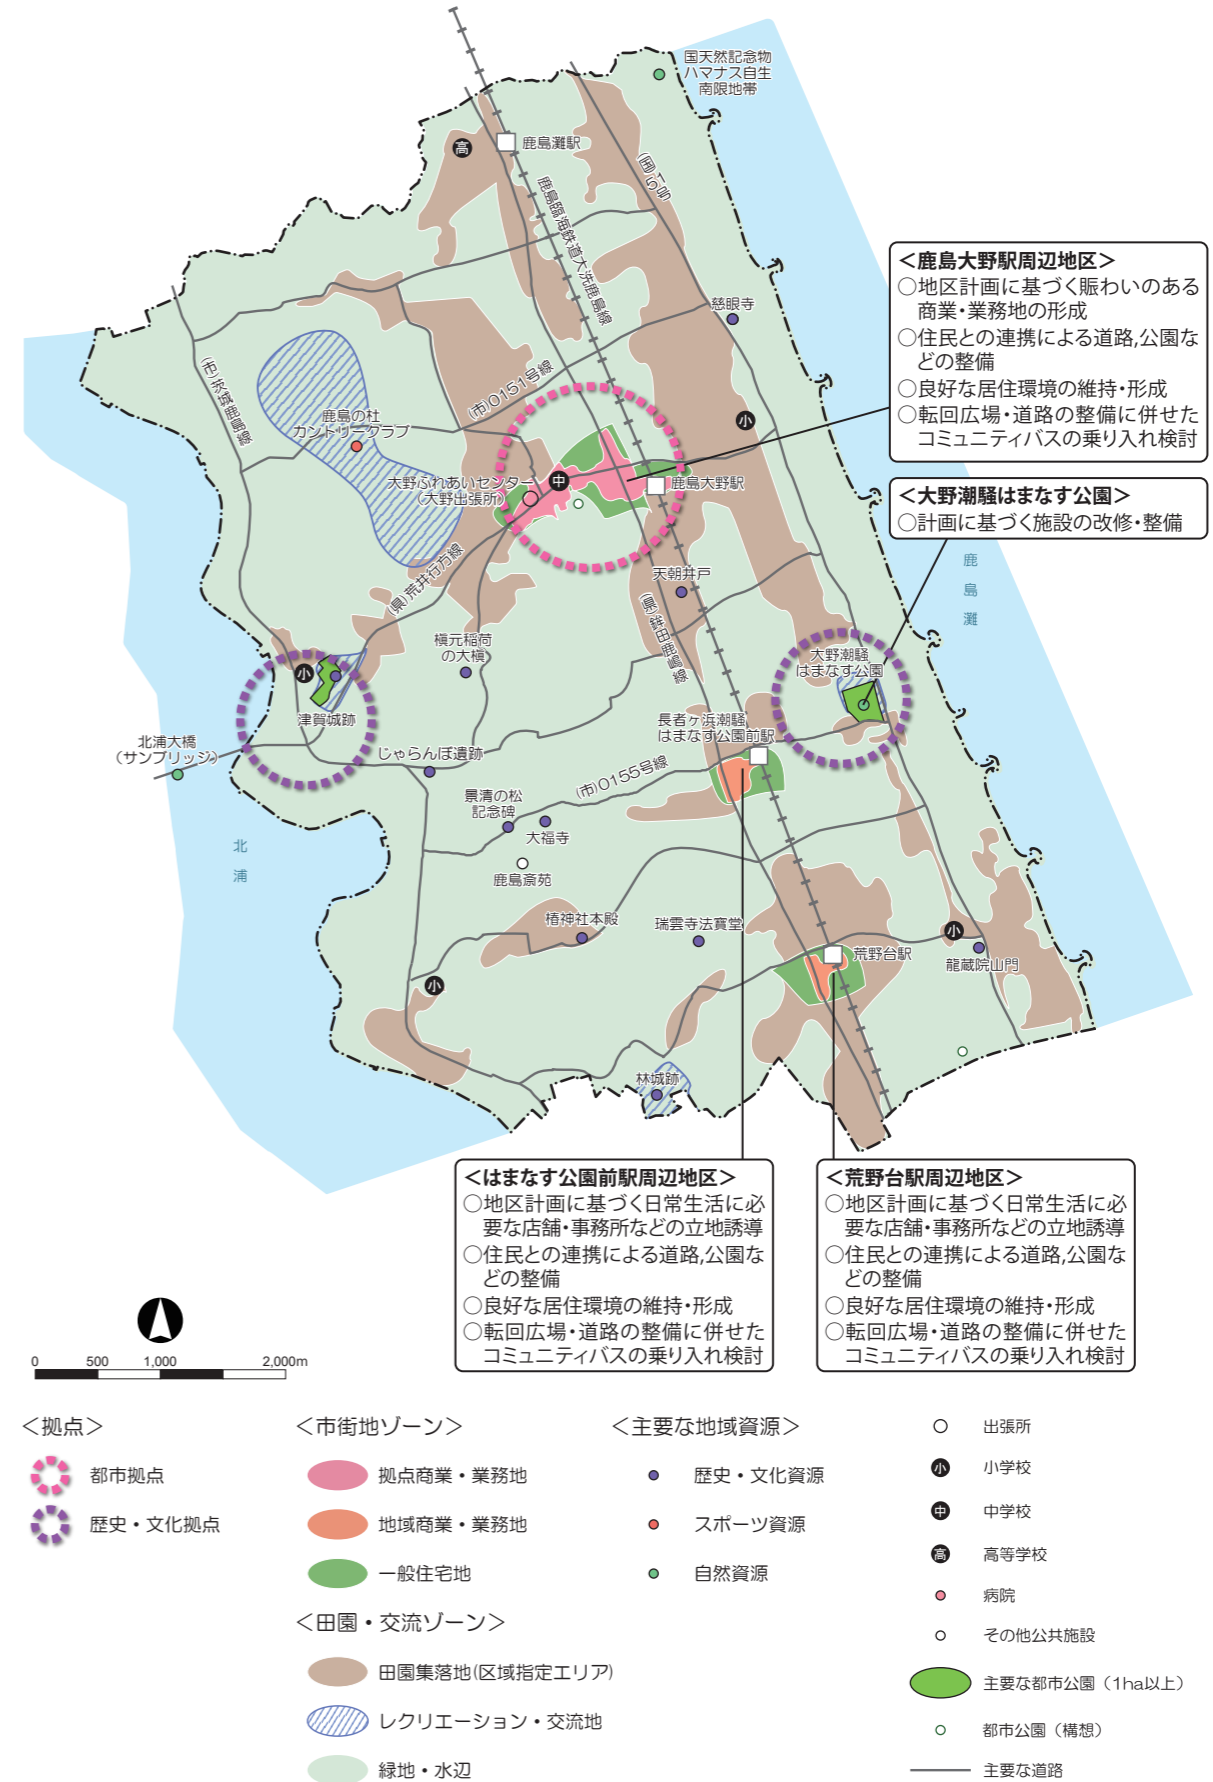 国天然記念物
ハマナス自生
南限地帯
高
鹿島灘駅
(国)51号
鹿島臨海鉄道大洗鹿島線
慈眼寺
(市)茨城鹿島線
(市)0151号線
鹿島の杜
カントリークラブ
小
大野ふれあいセンター
(大野出張所)
中
鹿島大野駅
(県)荒井行方線
天朝井戸
(県)鉾田鹿嶋線
槇元稲荷
の大槇
大野潮騒
はまなす公園
小
津賀城跡
長者ヶ浜潮騒
はまなす公園前駅
北浦大橋
(サンブリッジ)
じゃらんぼ遺跡
(市)0155号線
景清の松
記念碑
大福寺
北浦
鹿島灘
鹿島斎苑
椿神社本殿
瑞雲寺法寶堂
荒野台駅
小
龍蔵院山門
小
林城跡
<鹿島大野駅周辺地区>
○地区計画に基づく賑わいのある
商業・業務地の形成
○住民との連携による道路,公園な
どの整備
○良好な居住環境の維持・形成
○転回広場・道路の整備に併せた
コミュニティバスの乗り入れ検討
<大野潮騒はまなす公園>
○計画に基づく施設の改修・整備
<はまなす公園前駅周辺地区>
○地区計画に基づく日常生活に必
要な店舗・事務所などの立地誘導
○住民との連携による道路,公園な
どの整備
○良好な居住環境の維持・形成
○転回広場・道路の整備に併せた
コミュニティバスの乗り入れ検討
<荒野台駅周辺地区>
○地区計画に基づく日常生活に必
要な店舗・事務所などの立地誘導
○住民との連携による道路,公園な
どの整備
○良好な居住環境の維持・形成
○転回広場・道路の整備に併せた
コミュニティバスの乗り入れ検討
0 500 1,000 2,000m
<拠点>
都市拠点
歴史・文化拠点
<市街地ゾーン>
拠点商業・業務地
地域商業・業務地
一般住宅地
<田園・交流ゾーン>
田園集落地(区域指定エリア)
レクリエーション・交流地
緑地・水辺
<主要な地域資源>
歴史・文化資源
スポーツ資源
自然資源
出張所
小 小学校
中 中学校
高 高等学校
病院
その他公共施設
主要な都市公園（1ha以上）
都市公園（構想）
主要な道路